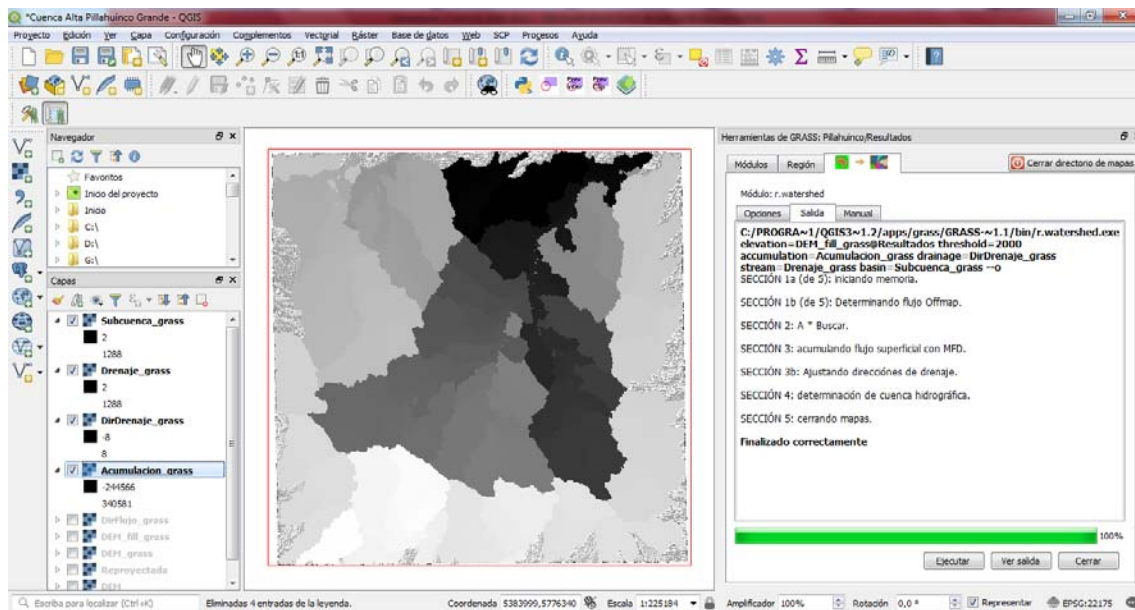 *Cuenca Alta Pillahuinco Grande - QGIS
Proyecto Edición Ver Capa Configuración Complementos Vectorial Ráster Base de datos Web SCP Procesos Ayuda
Navegador
Favoritos
Inicio del proyecto
Inicio
C:\
D:\
G:\
Capas
Subcuenca_grass
2
1288
Drenaje_grass
2
1288
DirDrenaje_grass
-8
8
Acumulacion_grass
-244566
340581
DirFlujo_grass
DEM_fill_grass
DEM_grass
Reproyectada
DEM
Herramientas de GRASS: Pillahuinco/Resultados
Módulos Región Cerrar directorio de mapas
Módulo: r.watershed
Opciones Salida Manual
C:/PROGRA~1/QGIS3~1.2/apps/grass/GRASS-~1.1/bin/r.watershed.exe
elevation=DEM_fill_grass@Resultados threshold=2000
accumulation=Acumulacion_grass drainage=DirDrenaje_grass
stream=Drenaje_grass basin=Subcuenca_grass --o
SECCIÓN 1a (de 5): iniciando memoria.
SECCIÓN 1b (de 5): Determinando flujo Offmap.
SECCIÓN 2: A * Buscar.
SECCIÓN 3: acumulando flujo superficial con MFD.
SECCIÓN 3b: Ajustando direcciónes de drenaje.
SECCIÓN 4: determinación de cuenca hidrográfica.
SECCIÓN 5: cerrando mapas.
Finalizado correctamente
100%
Ejecutar Ver salida Cerrar
Escriba para localizar (Ctrl+K) Eliminadas 4 entradas de la leyenda. Coordenada 5383999,5776340 Escala 1:225184 Amplificador 100% Rotación 0,0 ° Representar EPSG:22175